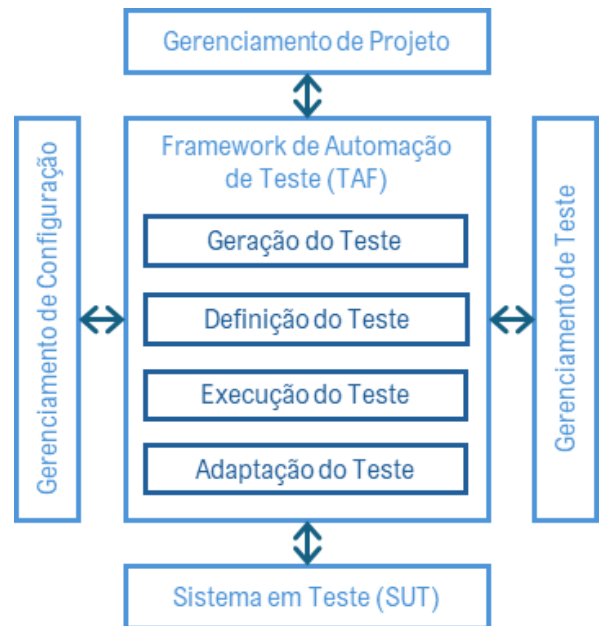 Gerenciamento de Projeto
Gerenciamento de Configuração
Framework de Automação
de Teste (TAF)
Geração do Teste
Definição do Teste
Execução do Teste
Adaptação do Teste
Gerenciamento de Teste
Sistema em Teste (SUT)